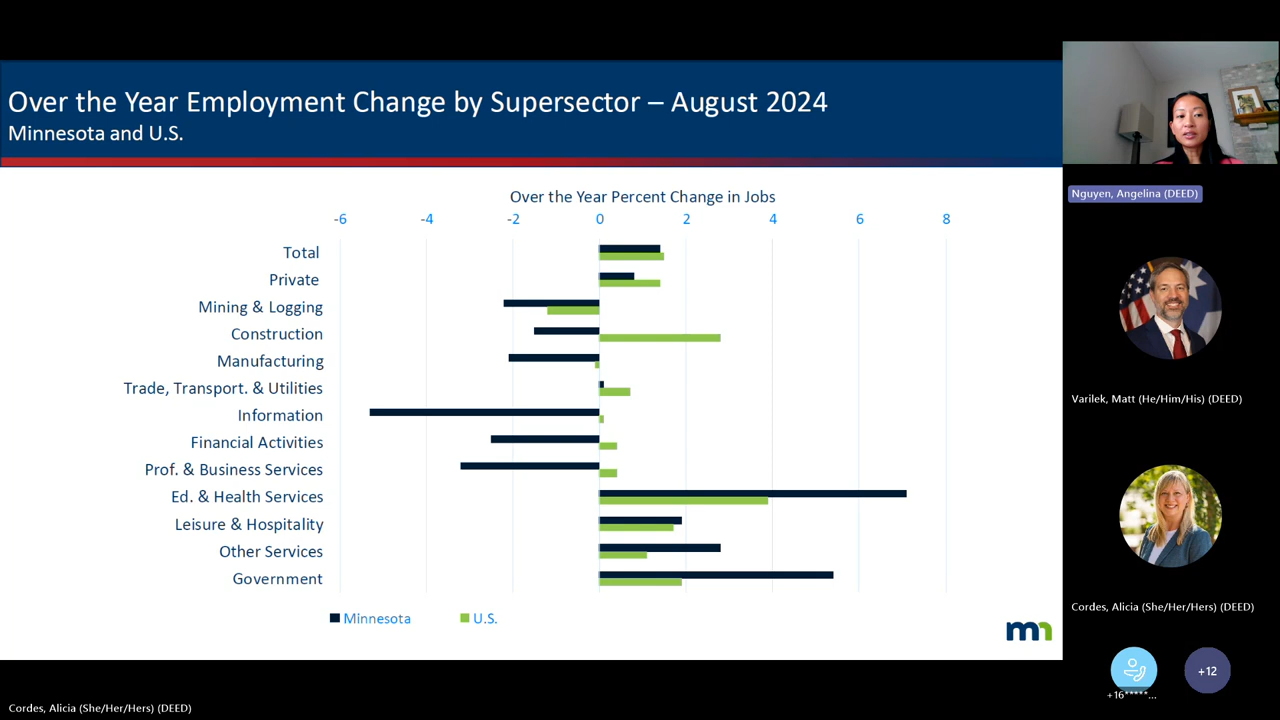 Over the Year Employment Change by Supersector – August 2024
Minnesota and U.S.
Over the Year Percent Change in Jobs
-6 -4 -2 0 2 4 6 8
Total
Private
Mining & Logging
Construction
Manufacturing
Trade, Transport. & Utilities
Information
Financial Activities
Prof. & Business Services
Ed. & Health Services
Leisure & Hospitality
Other Services
Government
Minnesota U.S.
mn
Nguyen, Angelina (DEED)
Varilek, Matt (He/Him/His) (DEED)
Cordes, Alicia (She/Her/Hers) (DEED)
+12
+16*****...
Cordes, Alicia (She/Her/Hers) (DEED)